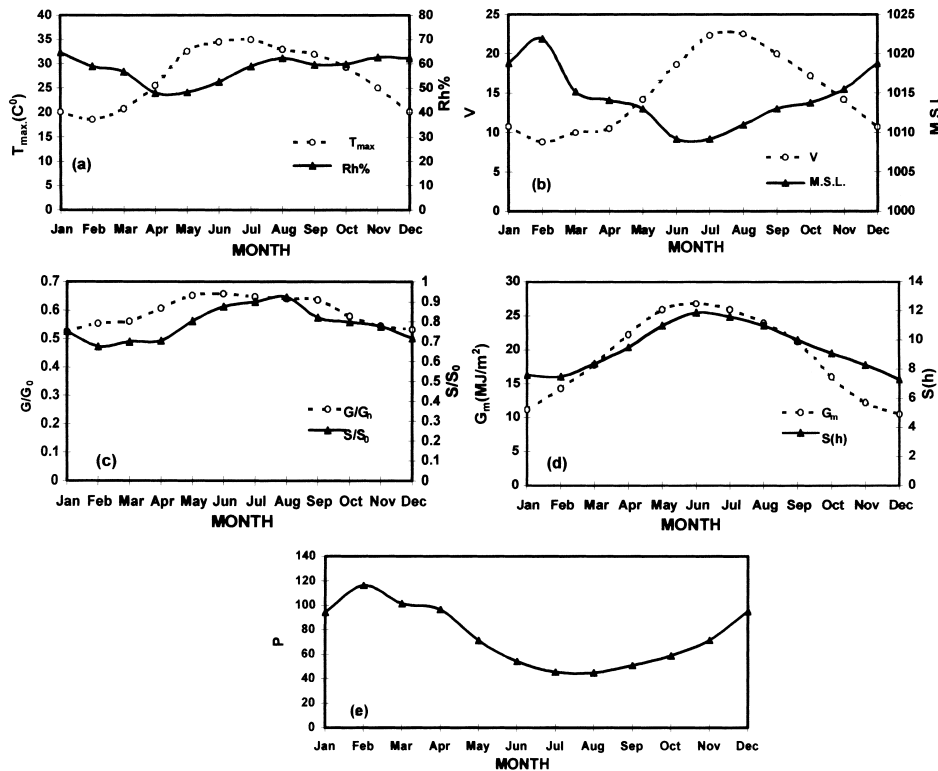 40
35
30
25
20
15
10
5
0
T max,(C⁰)
80
70
60
50
40
30
20
10
0
Rh%
T max
Rh%
(a)
Jan Feb Mar Apr May Jun Jul Aug Sep Oct Nov Dec
MONTH
25
20
15
10
5
0
V
1025
1020
1015
1010
1005
1000
M.S.L
V
M.S.L.
(b)
Jan Feb Mar Apr May Jun Jul Aug Sep Oct Nov Dec
MONTH
0.7
0.6
0.5
0.4
0.3
0.2
0.1
0
G/G₀
1
0.9
0.8
0.7
0.6
0.5
0.4
0.3
0.2
0.1
0
S/S₀
S/S₀
(c)
Jan Feb Mar Apr May Jun Jul Aug Sep Oct Nov Dec
MONTH
30
25
20
15
10
5
0
Gₘ(MJ/m²)
14
12
10
8
6
4
2
0
S(h)
Gₘ
S(h)
(d)
Jan Feb Mar Apr May Jun Jul Aug Sep Oct Nov Dec
MONTH
140
120
100
80
60
40
20
0
P
(e)
Jan Feb Mar Apr May Jun Jul Aug Sep Oct Nov Dec
MONTH